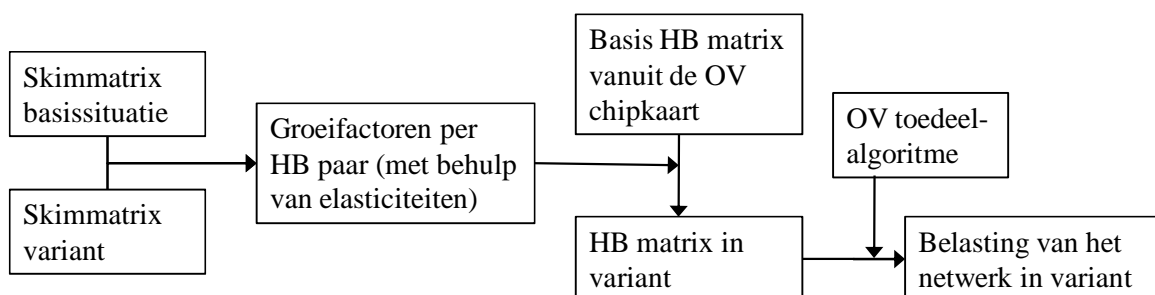 Skimmatrix
basissituatie
Skimmatrix
variant
Groeifactoren per
HB paar (met behulp
van elasticiteiten)
Basis HB matrix
vanuit de OV
chipkaart
HB matrix in
variant
OV toedeel-
algoritme
Belasting van het
netwerk in variant